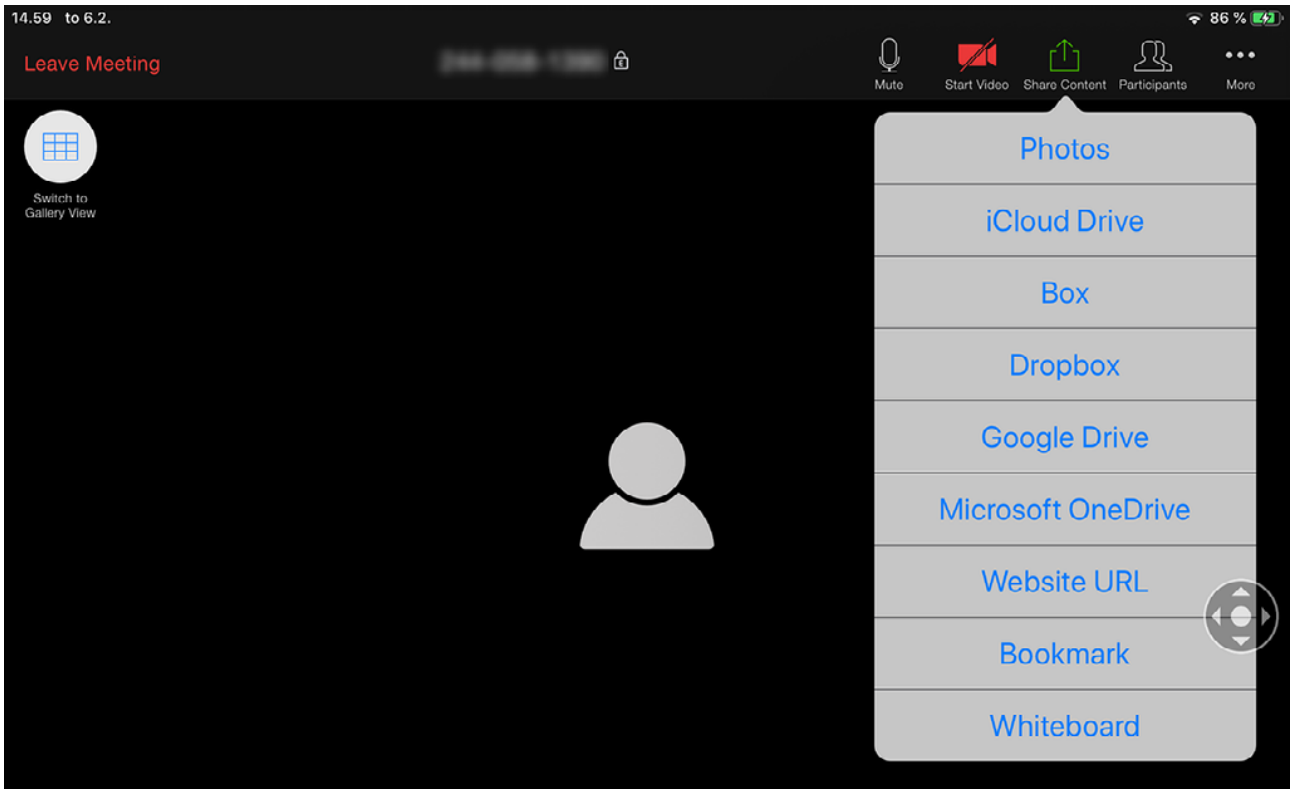 14.59 to 6.2.
86 %
Leave Meeting
Mute
Start Video
Share Content
Participants
More
Switch to
Gallery View
Photos
iCloud Drive
Box
Dropbox
Google Drive
Microsoft OneDrive
Website URL
Bookmark
Whiteboard